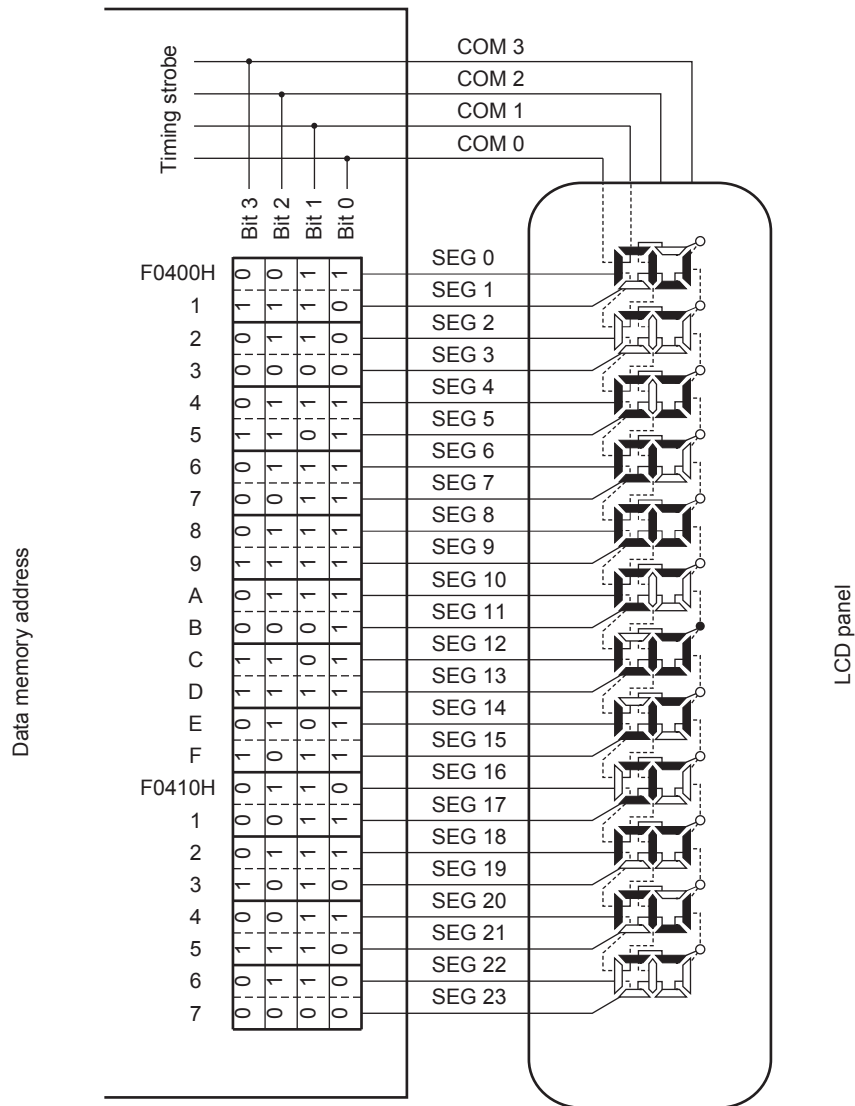 COM 3
COM 2
COM 1
COM 0
Timing strobe
Bit 3 Bit 2 Bit 1 Bit 0
F0400H 0 0 1 1 SEG 0
1 1 1 1 0 SEG 1
2 0 1 1 0 SEG 2
3 0 0 0 0 SEG 3
4 0 1 1 1 SEG 4
5 1 1 0 1 SEG 5
6 0 1 1 1 SEG 6
7 0 0 1 1 SEG 7
8 0 1 1 1 SEG 8
9 1 1 1 1 SEG 9
A 0 1 1 1 SEG 10
B 0 0 0 1 SEG 11
C 1 1 0 1 SEG 12
D 1 1 1 1 SEG 13
E 0 1 0 1 SEG 14
F 1 0 1 1 SEG 15
F0410H 0 1 1 0 SEG 16
1 0 0 1 1 SEG 17
2 0 1 1 1 SEG 18
3 1 0 1 0 SEG 19
4 0 0 1 1 SEG 20
5 1 1 1 0 SEG 21
6 0 1 1 0 SEG 22
7 0 0 0 0 SEG 23
Data memory address
LCD panel